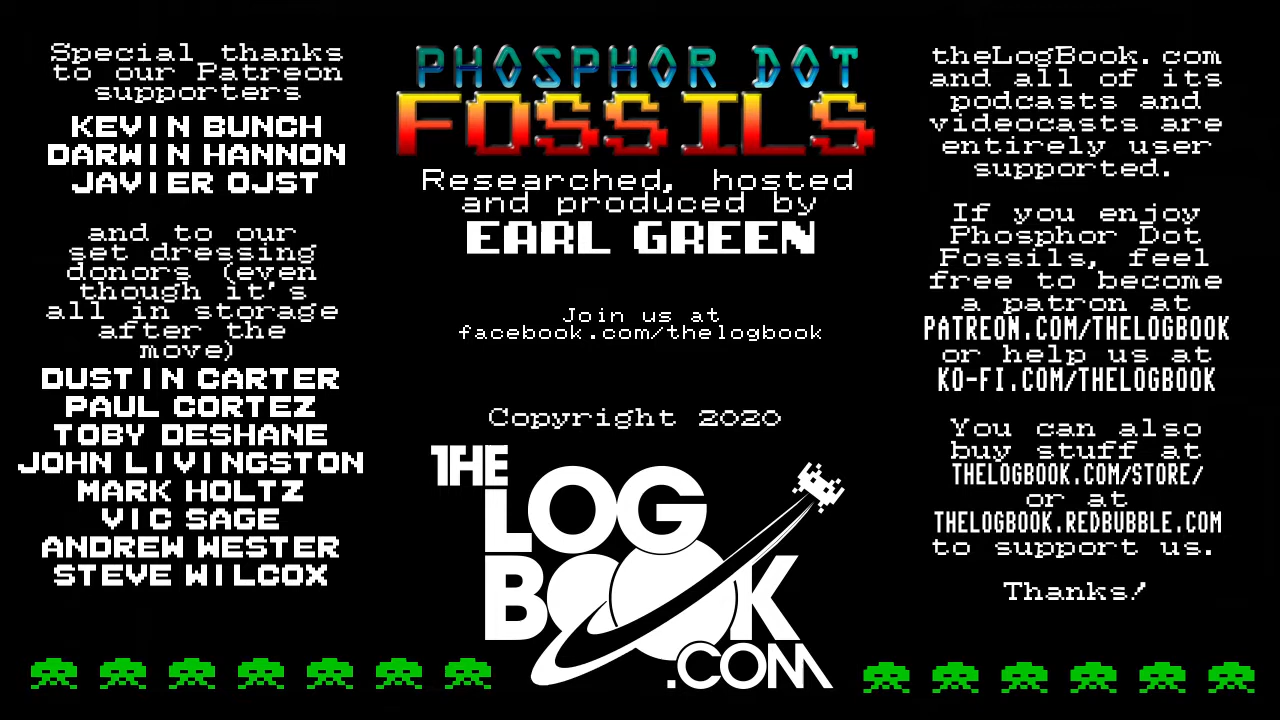 Special thanks
to our Patreon
supporters
KEVIN BUNCH
DARWIN HANNON
JAVIER OJST
and to our
set dressing
donors (even
though it's
all in storage
after the
move)
DUSTIN CARTER
PAUL CORTEZ
TOBY DESHANE
JOHN LIVINGSTON
MARK HOLTZ
VIC SAGE
ANDREW WESTER
STEVE WILCOX
PHOSPHOR DOT
FOSSILS
Researched, hosted
and produced by
EARL GREEN
Join us at
facebook.com/thelogbook
Copyright 2020
THE
LOG
BOOK
.COM
theLogBook.com
and all of its
podcasts and
videocasts are
entirely user
supported.
If you enjoy
Phosphor Dot
Fossils, feel
free to become
a patron at
PATREON.COM/THELOGBOOK
or help us at
KO-FI.COM/THELOGBOOK
You can also
buy stuff at
THELOGBOOK.COM/STORE/
or at
THELOGBOOK.REDBUBBLE.COM
to support us.
Thanks!